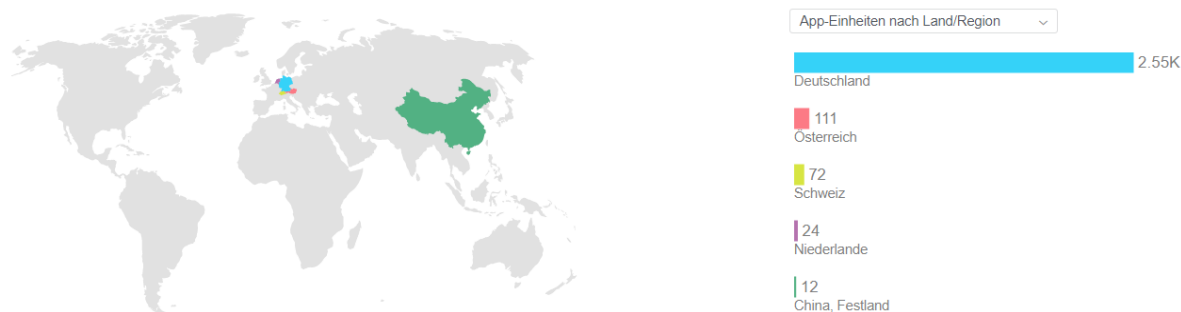 App-Einheiten nach Land/Region
2.55K
Deutschland
111
Österreich
72
Schweiz
24
Niederlande
12
China, Festland